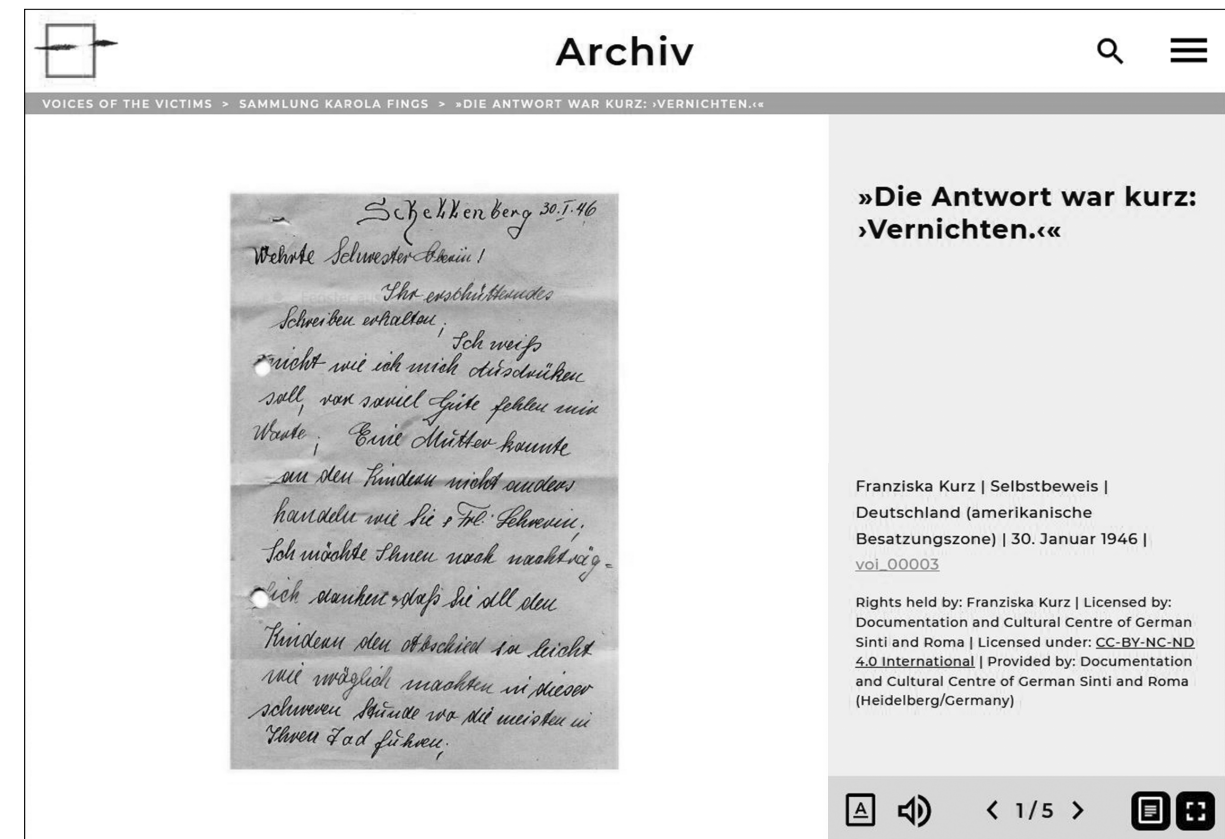 Archiv
VOICES OF THE VICTIMS > SAMMLUNG KAROLA FINGS > »DIE ANTWORT WAR KURZ: ›VERNICHTEN.‹«
Schekkenberg 30.I.46
Wehrte Schwester Oberin!
Ihr erschütterndes
Schreiben erhalten;
Ich weiß
nicht wie ich mich Ausdrüken
soll, vor soviel Güte fehlen mir
Worte; Eine Mutter konnte
an den Kindern nicht anders
handeln wie Sie u Frl. Lehrerin;
Ich möchte Ihnen noch nachträg=
lich danken, daß Sie all den
Kindern den Abschied so leicht
wie möglich machten in dieser
schweren Stunde wo die meisten in
Ihren Tod führen;
»Die Antwort war kurz:
›Vernichten.‹«
Franziska Kurz | Selbstbeweis |
Deutschland (amerikanische
Besatzungszone) | 30. Januar 1946 |
voi_00003
Rights held by: Franziska Kurz | Licensed by:
Documentation and Cultural Centre of German
Sinti and Roma | Licensed under: CC-BY-NC-ND
4.0 International | Provided by: Documentation
and Cultural Centre of German Sinti and Roma
(Heidelberg/Germany)
A
1/5